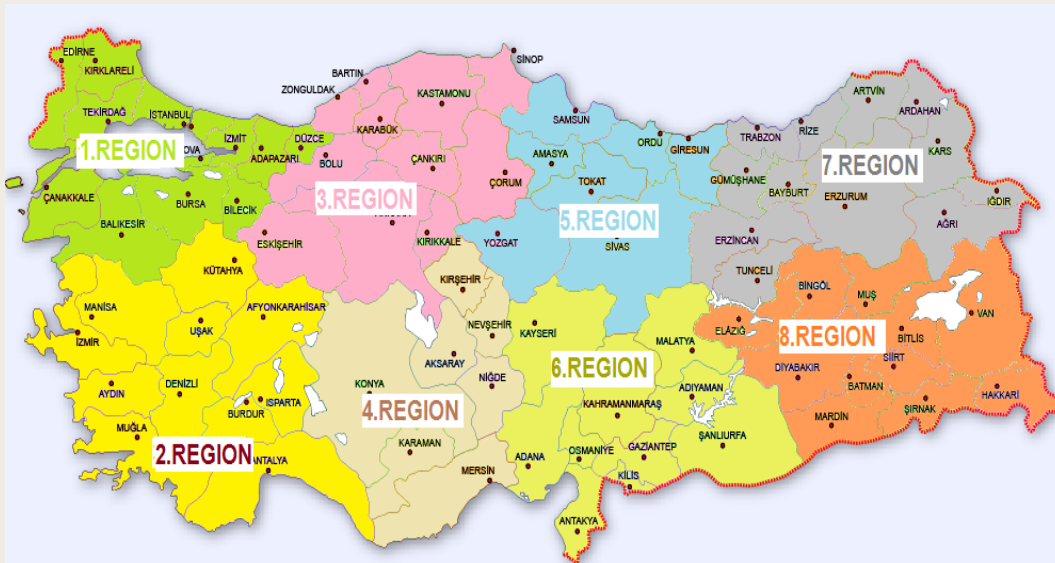 EDİRNE
KIRKLARELİ
TEKİRDAĞ
İSTANBUL
1.REGION
OVA
İZMİT
ADAPAZARI
DÜZCE
ÇANAKKALE
BURSA
BİLECİK
BALIKESİR
ZONGULDAK
BARTIN
KASTAMONU
SİNOP
KARABÜK
BOLU
ÇANKIRI
ÇORUM
3.REGION
ESKİŞEHİR
KIRIKKALE
SAMSUN
ORDU
GİRESUN
AMASYA
TOKAT
5.REGION
YOZGAT
SİVAS
TRABZON
RİZE
ARTVİN
ARDAHAN
KARS
7.REGION
GÜMÜŞHANE
BAYBURT
ERZURUM
IĞDIR
AĞRI
ERZİNCAN
TUNCELİ
KÜTAHYA
MANİSA
AFYONKARAHİSAR
UŞAK
İZMİR
AYDIN
DENİZLİ
BURDUR
ISPARTA
MUĞLA
2.REGION
ANTALYA
KIRŞEHİR
NEVŞEHİR
AKSARAY
KONYA
NİĞDE
4.REGION
KARAMAN
MERSİN
KAYSERİ
MALATYA
6.REGION
ADIYAMAN
KAHRAMANMARAŞ
ŞANLIURFA
ADANA
OSMANİYE
GAZİANTEP
KİLİS
ANTAKYA
BİNGÖL
MUŞ
VAN
ELAZIĞ
8.REGION
BİTLİS
SİİRT
DİYABAKIR
BATMAN
HAKKARİ
MARDİN
ŞIRNAK